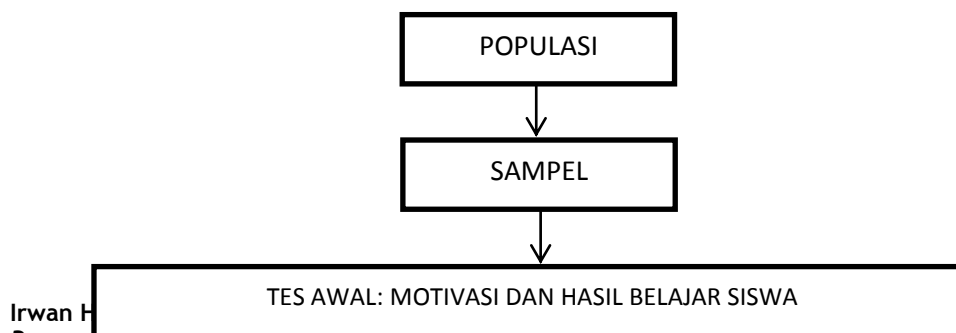 POPULASI
SAMPEL
TES AWAL: MOTIVASI DAN HASIL BELAJAR SISWA
Irwan H